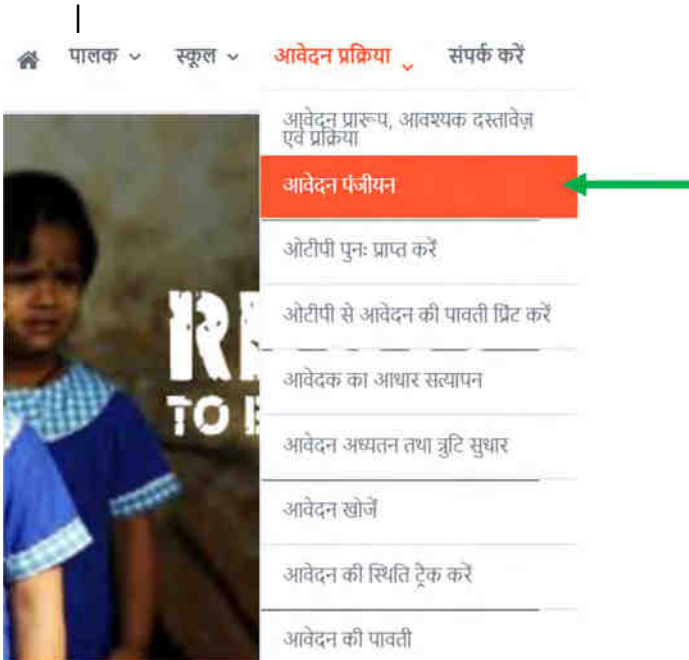 पालक स्कूल आवेदन प्रक्रिया संपर्क करें
आवेदन प्रारूप, आवश्यक दस्तावेज़
एवं प्रक्रिया
आवेदन पंजीयन
ओटीपी पुनः प्राप्त करें
ओटीपी से आवेदन की पावती प्रिंट करें
आवेदक का आधार सत्यापन
आवेदन अध्यतन तथा त्रुटि सुधार
आवेदन खोजें
आवेदन की स्थिति ट्रेक करें
आवेदन की पावती
TO